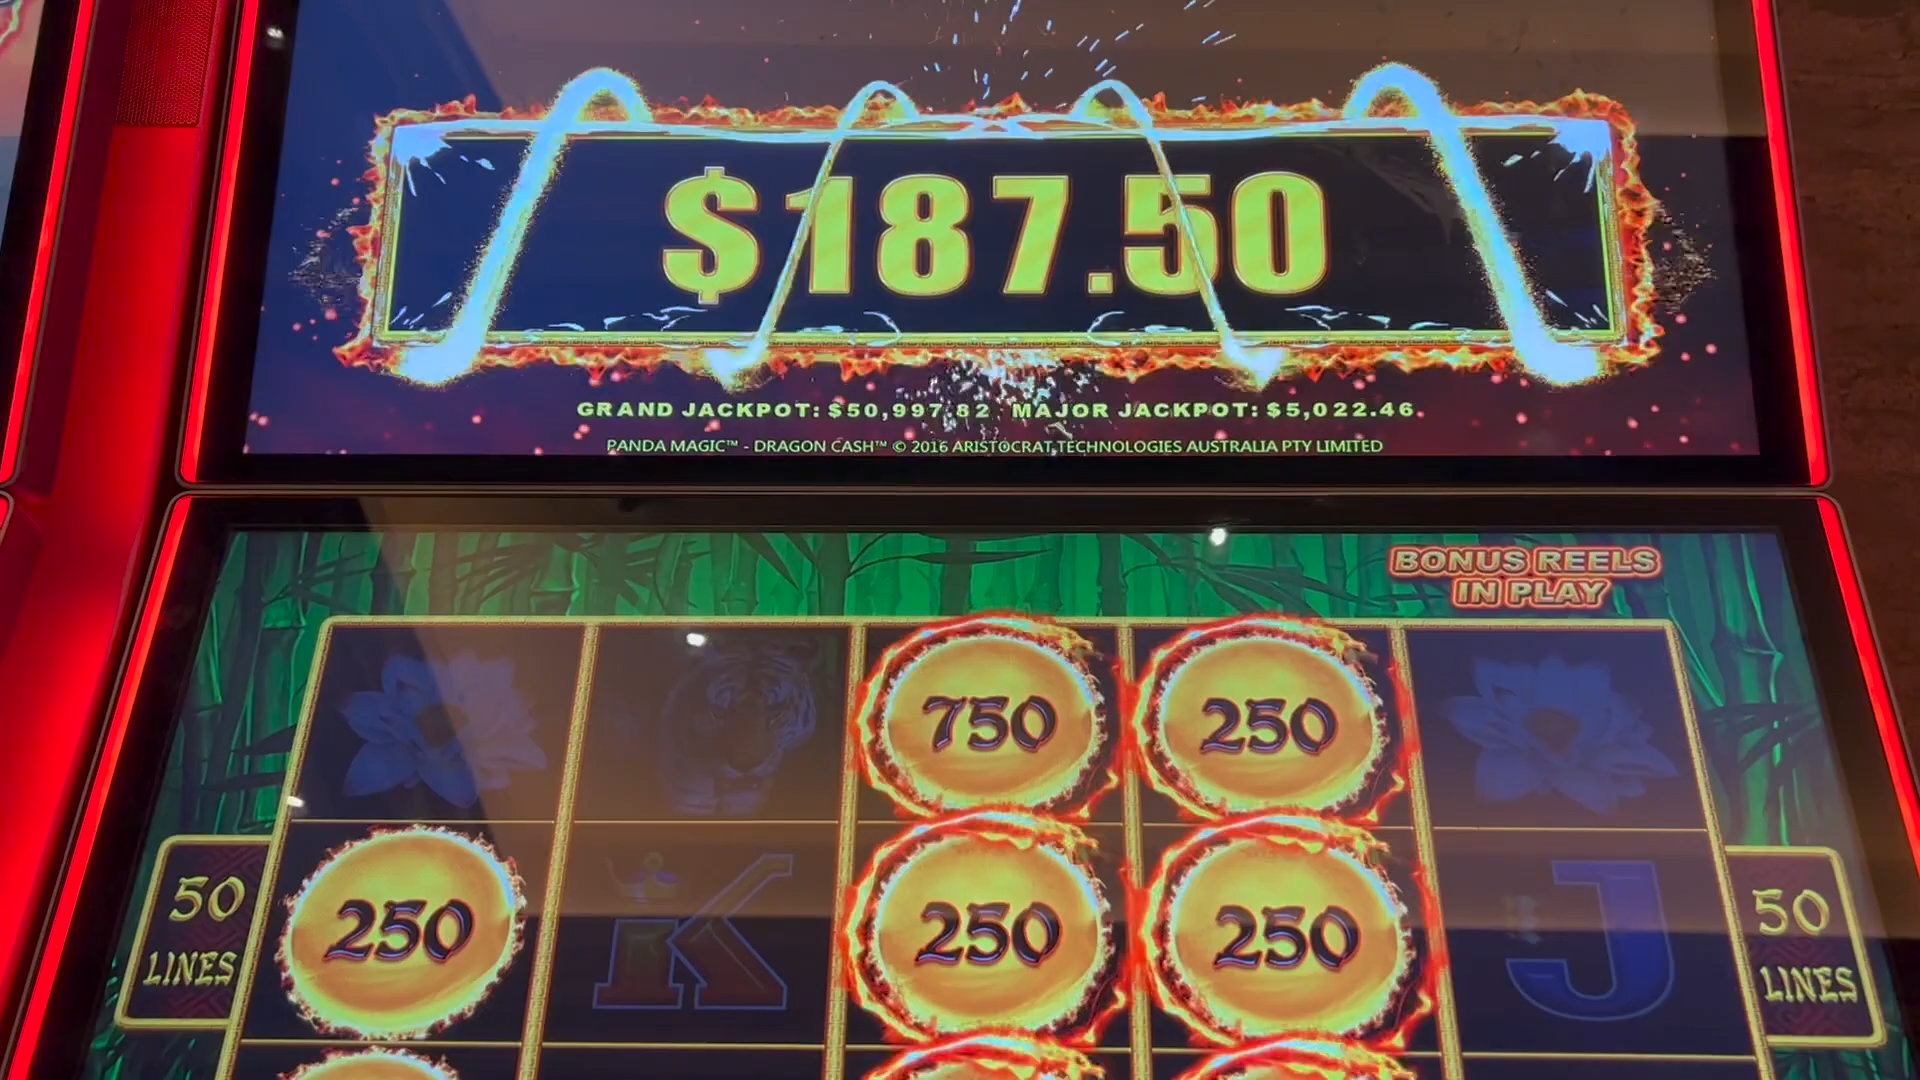 $187.50
GRAND JACKPOT: $50,997.82 MAJOR JACKPOT: $5,022.46
PANDA MAGIC™ - DRAGON CASH™ © 2016 ARISTOCRAT TECHNOLOGIES AUSTRALIA PTY LIMITED
BONUS REELS
IN PLAY
750 250
50 LINES
250 K 250 250 J
50 LINES